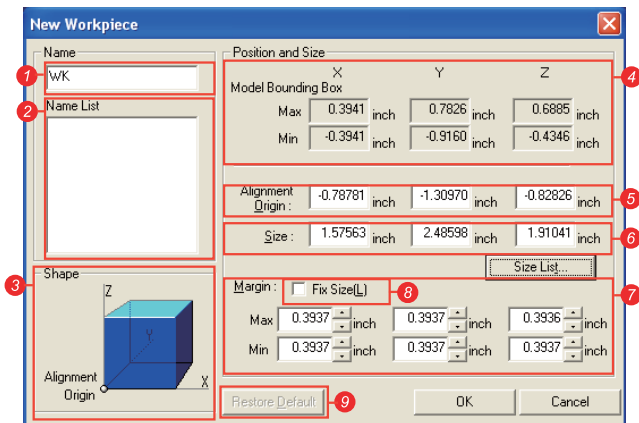 New Workpiece
Name
1
WK
2
Name List
3
Shape
Z
Y
X
Alignment
Origin
Position and Size
4
X Y Z
Model Bounding Box
Max 0.3941 inch 0.7826 inch 0.6885 inch
Min -0.3941 inch -0.9160 inch -0.4346 inch
Alignment
Origin : -0.78781 inch -1.30970 inch -0.82826 inch
5
Size : 1.57563 inch 2.48598 inch 1.91041 inch
6
Size List...
Margin : Fix Size(L)
8
7
Max 0.3937 inch 0.3937 inch 0.3936 inch
Min 0.3937 inch 0.3937 inch 0.3937 inch
Restore Default
9
OK
Cancel